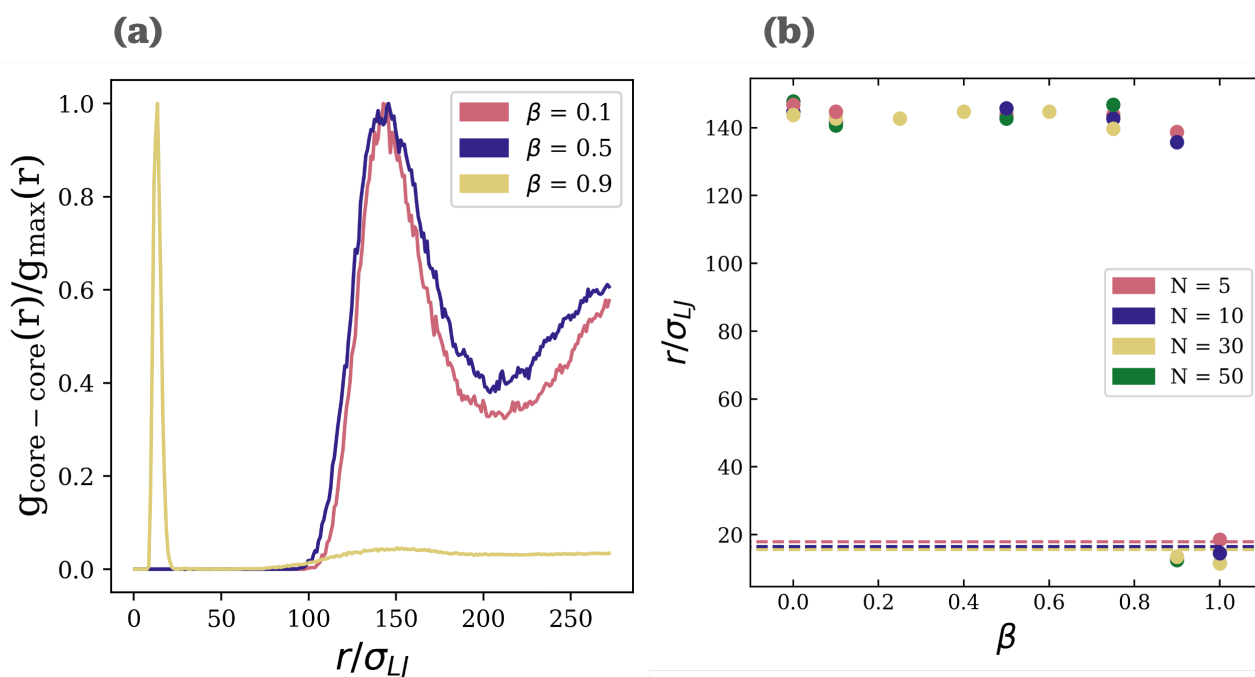 (a)
1.0
0.8
0.6
0.4
0.2
0.0
g_core−core(r)/g_max(r)
β = 0.1
β = 0.5
β = 0.9
0 50 100 150 200 250
r/σ_LJ
(b)
140
120
100
80
60
40
20
r/σ_LJ
N = 5
N = 10
N = 30
N = 50
0.0 0.2 0.4 0.6 0.8 1.0
β